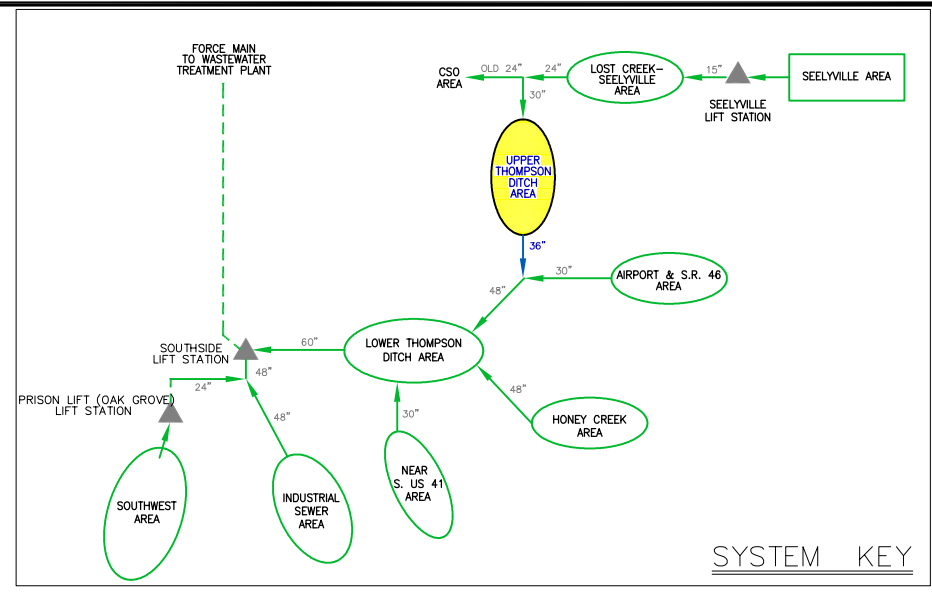 FORCE MAIN
TO WASTEWATER
TREATMENT PLANT
CSO
AREA
OLD 24"
24"
LOST CREEK–
SEELYVILLE
AREA
15"
SEELYVILLE
LIFT STATION
SEELYVILLE AREA
30"
UPPER
THOMPSON
DITCH
AREA
36"
30"
AIRPORT & S.R. 46
AREA
48"
SOUTHSIDE
LIFT STATION
60"
LOWER THOMPSON
DITCH AREA
48"
24"
PRISON LIFT (OAK GROVE)
LIFT STATION
48"
30"
48"
HONEY CREEK
AREA
SOUTHWEST
AREA
INDUSTRIAL
SEWER
AREA
NEAR
S. US 41
AREA
SYSTEM KEY